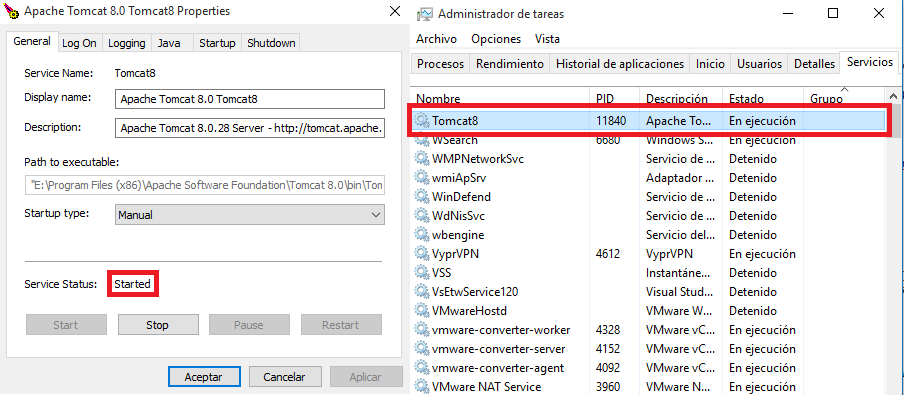 Apache Tomcat 8.0 Tomcat8 Properties
General Log On Logging Java Startup Shutdown
Service Name: Tomcat8
Display name: Apache Tomcat 8.0 Tomcat8
Description: Apache Tomcat 8.0.28 Server - http://tomcat.apache.
Path to executable:
"E:\Program Files (x86)\Apache Software Foundation\Tomcat 8.0\bin\Tom
Startup type: Manual
Service Status: Started
Start Stop Pause Restart
Aceptar Cancelar Aplicar
Administrador de tareas
Archivo Opciones Vista
Procesos Rendimiento Historial de aplicaciones Inicio Usuarios Detalles Servicios
Nombre PID Descripción Estado Grupo
Tomcat8 11840 Apache To... En ejecución
WSearch 6680 Windows S... En ejecución
WMPNetworkSvc Servicio de ... Detenido
wmiApSrv Adaptador ... Detenido
WinDefend Servicio de ... Detenido
WdNisSvc Servicio de ... Detenido
wbengine Servicio del... Detenido
VyprVPN 4612 VyprVPN En ejecución
VSS Instantáne... Detenido
VsEtwService120 Visual Stud... Detenido
VMwareHostd VMware W... Detenido
vmware-converter-worker 4328 VMware vC... En ejecución
vmware-converter-server 4152 VMware vC... En ejecución
vmware-converter-agent 4092 VMware vC... En ejecución
VMware NAT Service 3960 VMware N... En ejecución